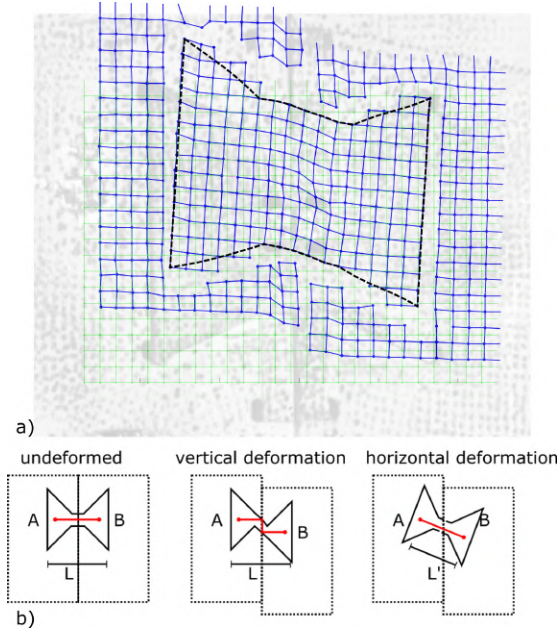 a)
undeformed vertical deformation horizontal deformation
A B A B A B
L L L'
b)